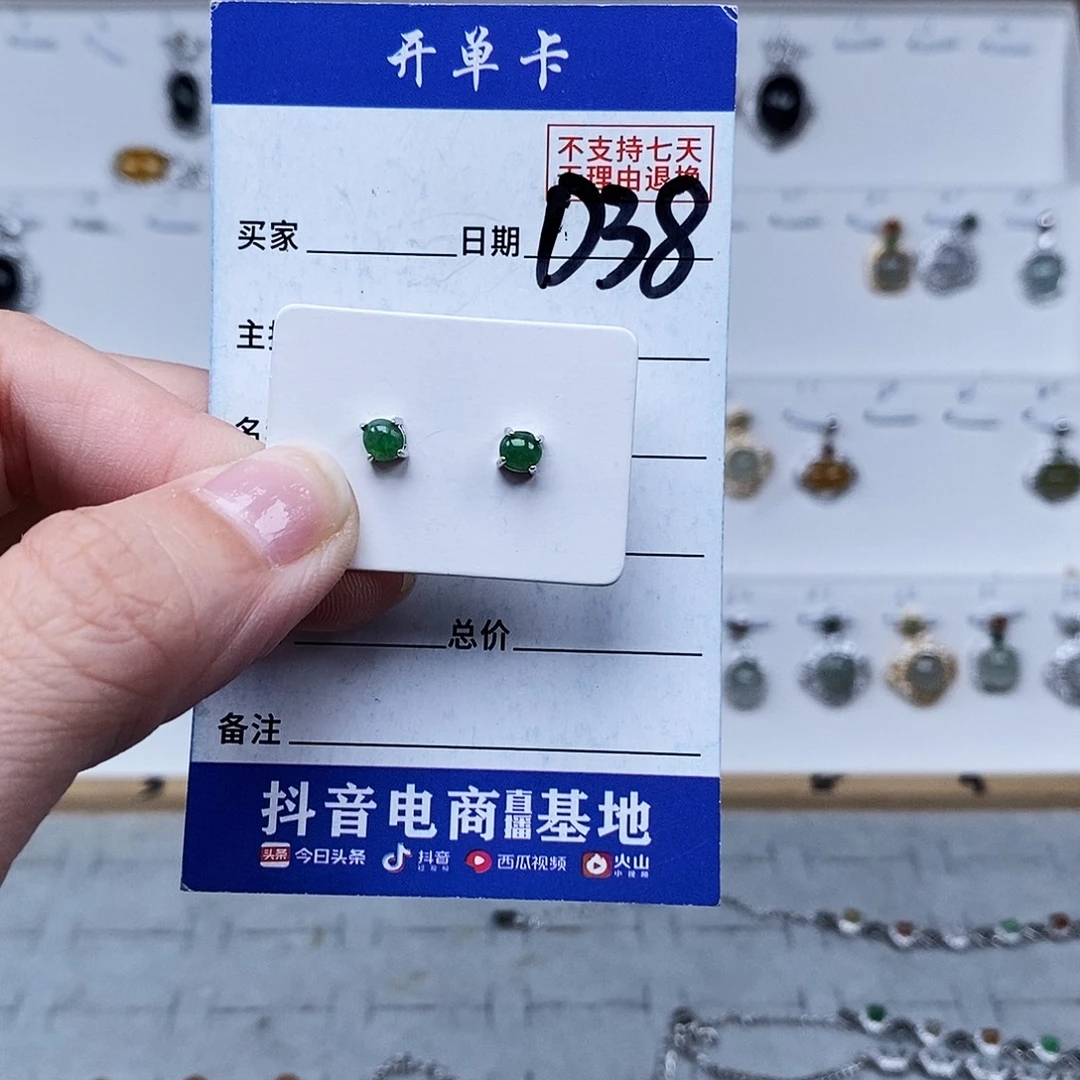 开单卡
不支持七天
无理由退换
买家 日期 D38
主
名
总价
备注
抖音电商直播基地
今日头条 抖音 西瓜视频 火山